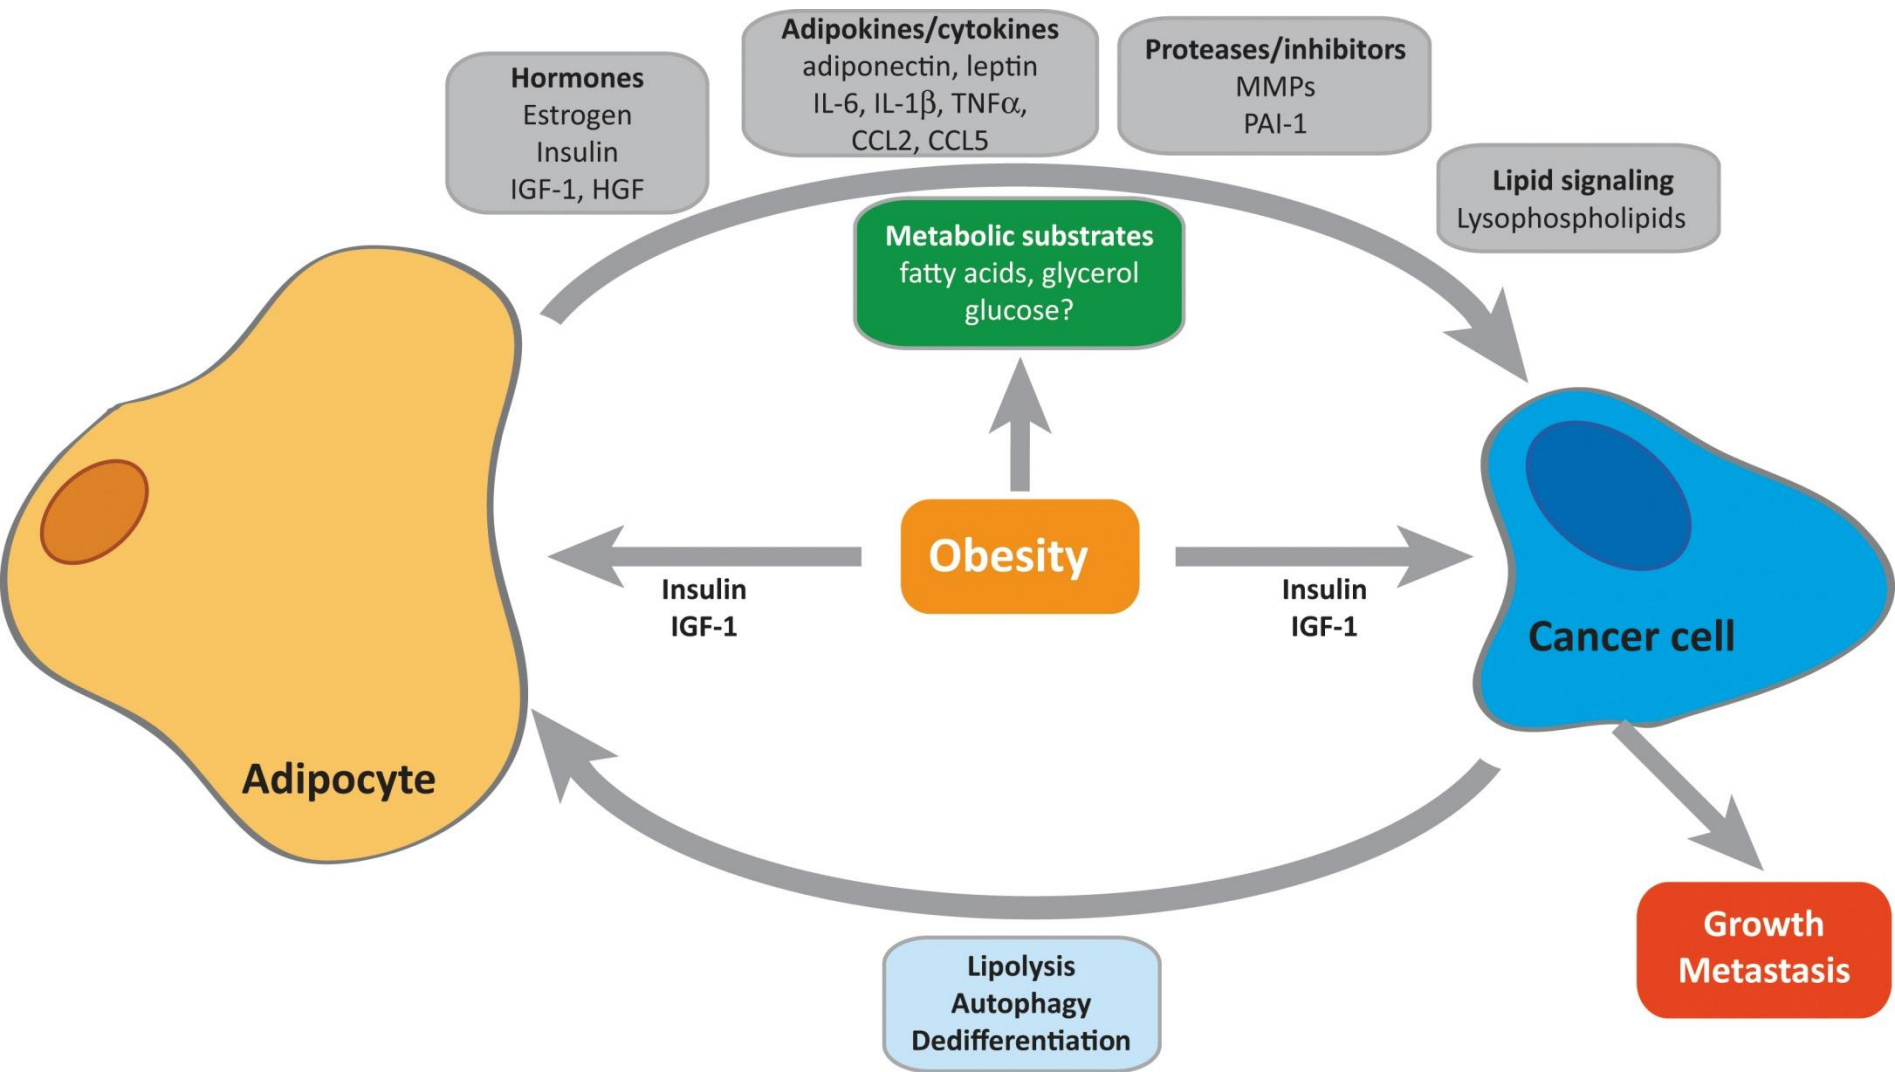 Hormones
Estrogen
Insulin
IGF-1, HGF
Adipokines/cytokines
adiponectin, leptin
IL-6, IL-1β, TNFα,
CCL2, CCL5
Proteases/inhibitors
MMPs
PAI-1
Lipid signaling
Lysophospholipids
Metabolic substrates
fatty acids, glycerol
glucose?
Obesity
Insulin
IGF-1
Insulin
IGF-1
Cancer cell
Adipocyte
Growth
Metastasis
Lipolysis
Autophagy
Dedifferentiation